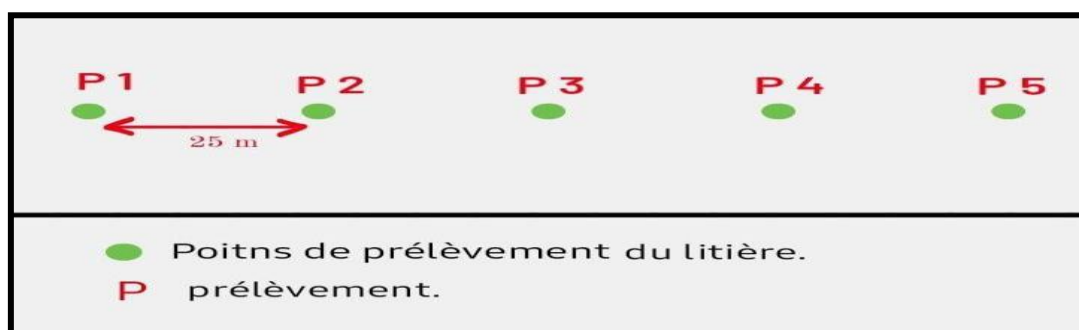 P 1 P 2 P 3 P 4 P 5
25 m
Poitns de prélèvement du litière.
P prélèvement.